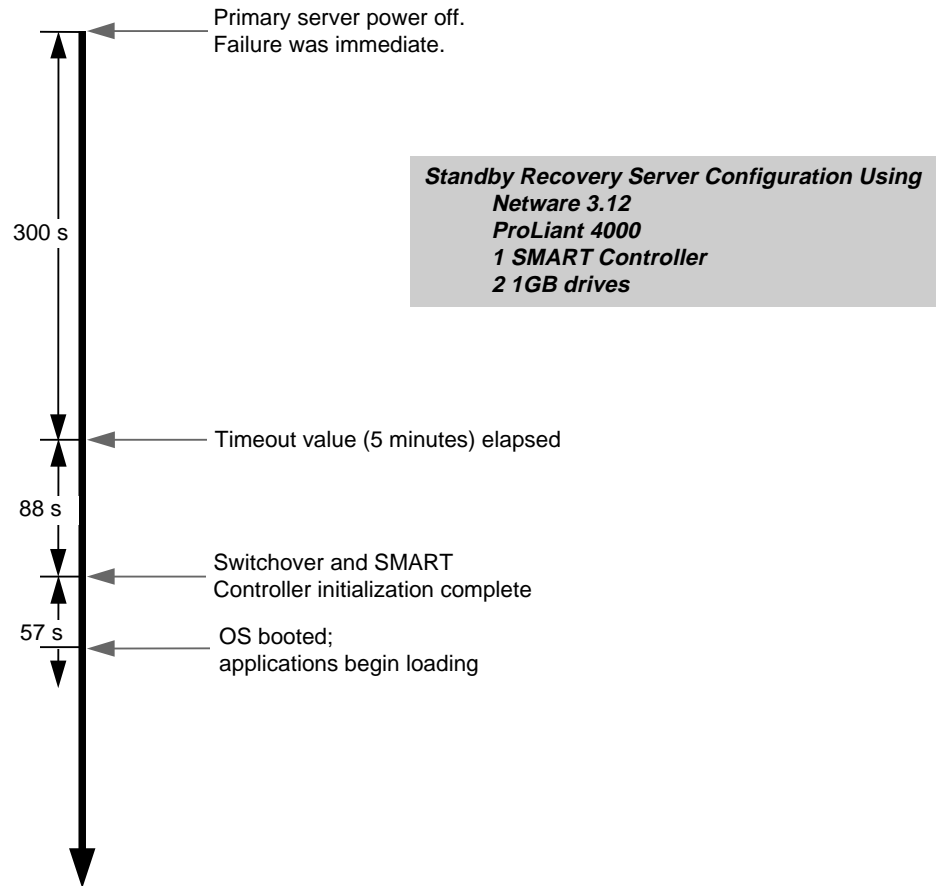 Primary server power off.
Failure was immediate.
Standby Recovery Server Configuration Using
Netware 3.12
ProLiant 4000
1 SMART Controller
2 1GB drives
300 s
Timeout value (5 minutes) elapsed
88 s
Switchover and SMART
Controller initialization complete
57 s
OS booted;
applications begin loading